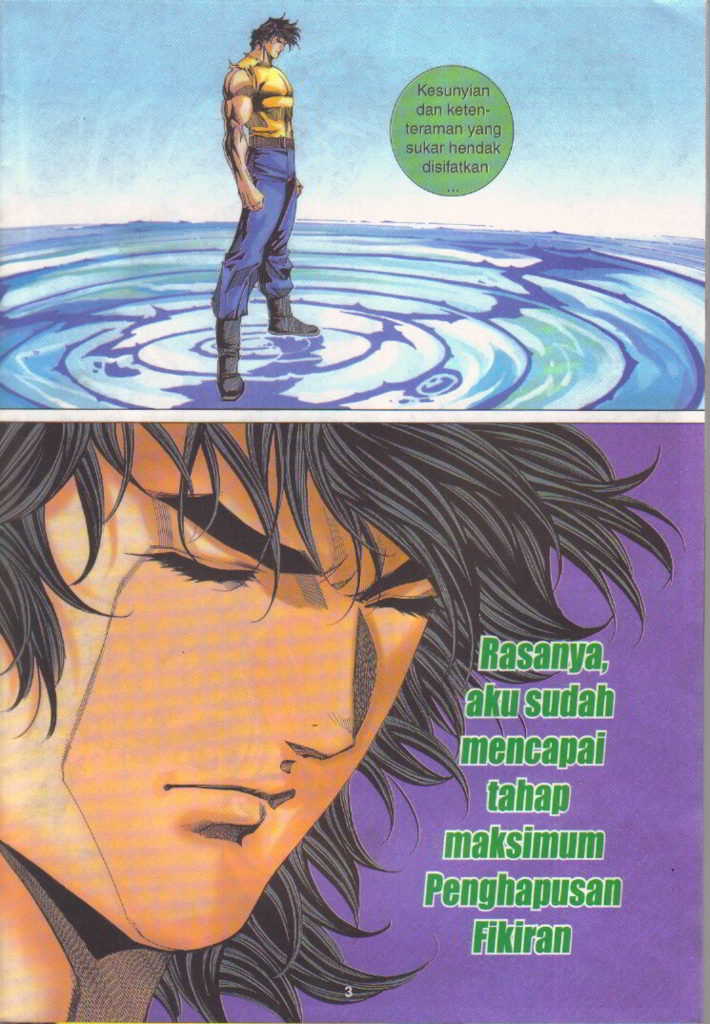 Kesunyian
dan keten-
teraman yang
sukar hendak
disifatkan
...
Rasanya,
aku sudah
mencapai
tahap
maksimum
Penghapusan
Fikiran
3